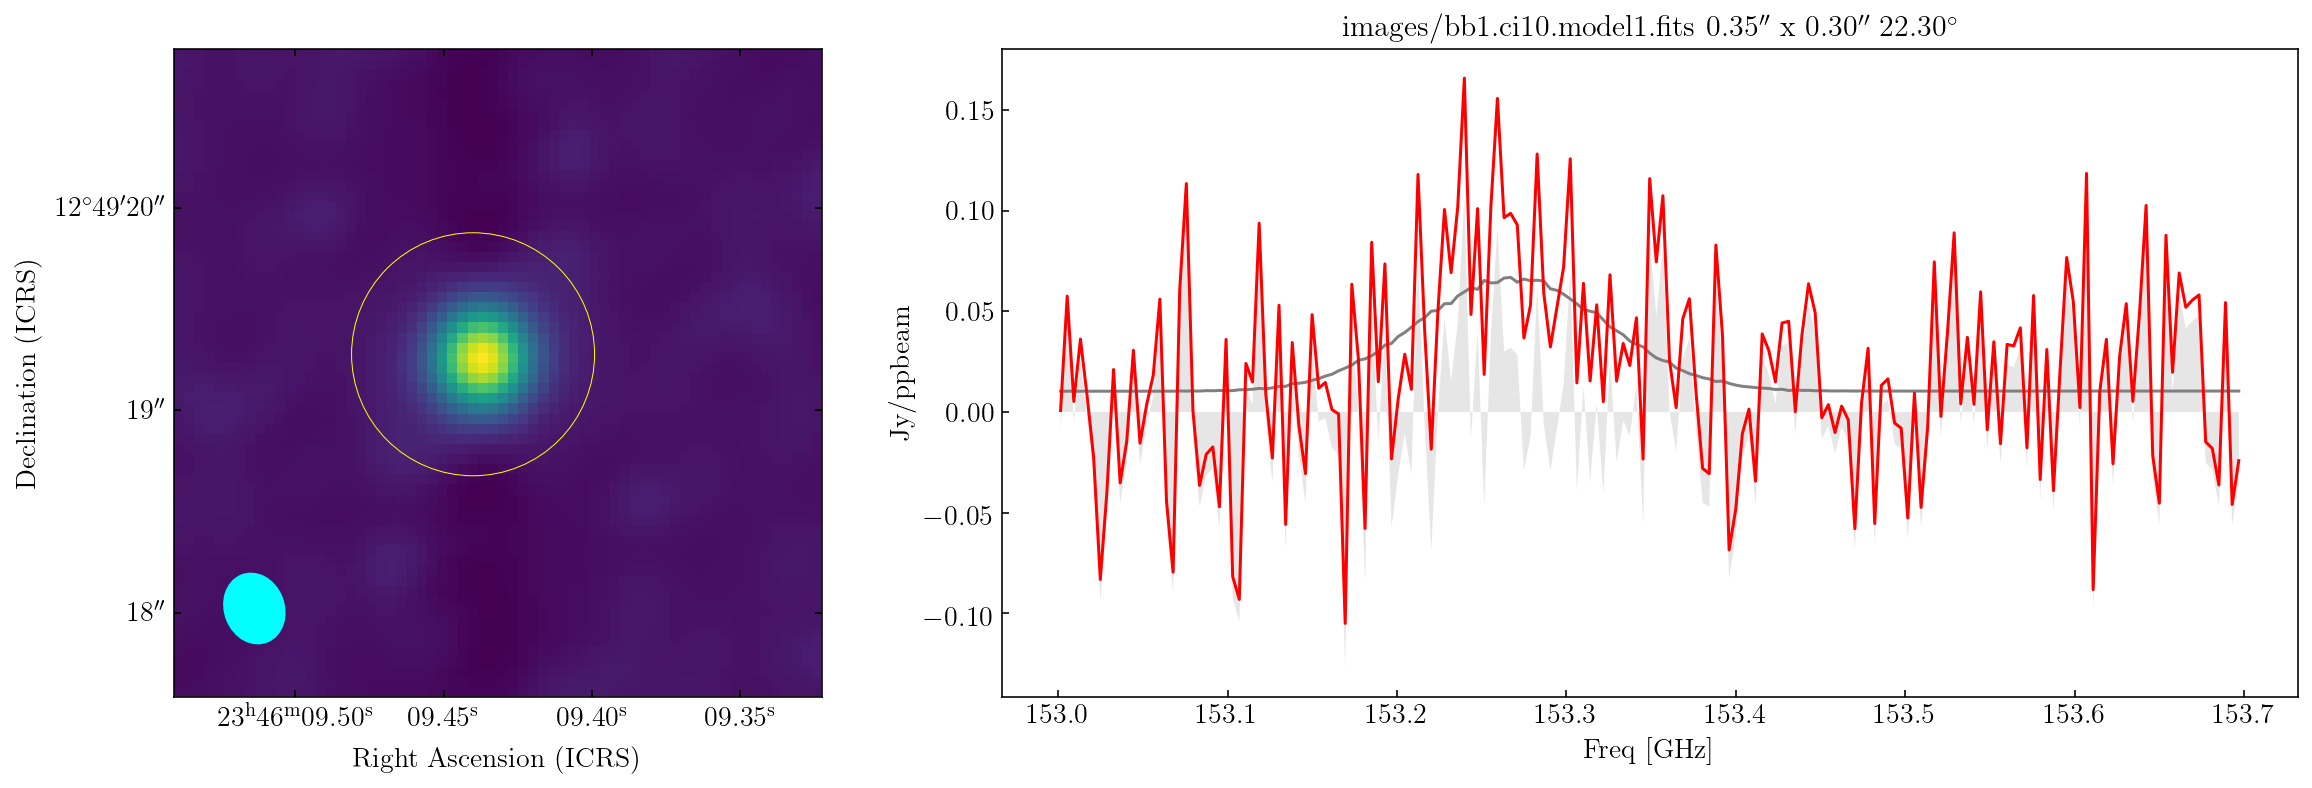 images/bb1.ci10.model1.fits 0.35″ x 0.30″ 22.30°
12°49′20″
19″
18″
Declination (ICRS)
23h46m09.50s 09.45s 09.40s 09.35s
Right Ascension (ICRS)
0.15
0.10
0.05
0.00
−0.05
−0.10
Jy/ppbeam
153.0 153.1 153.2 153.3 153.4 153.5 153.6 153.7
Freq [GHz]